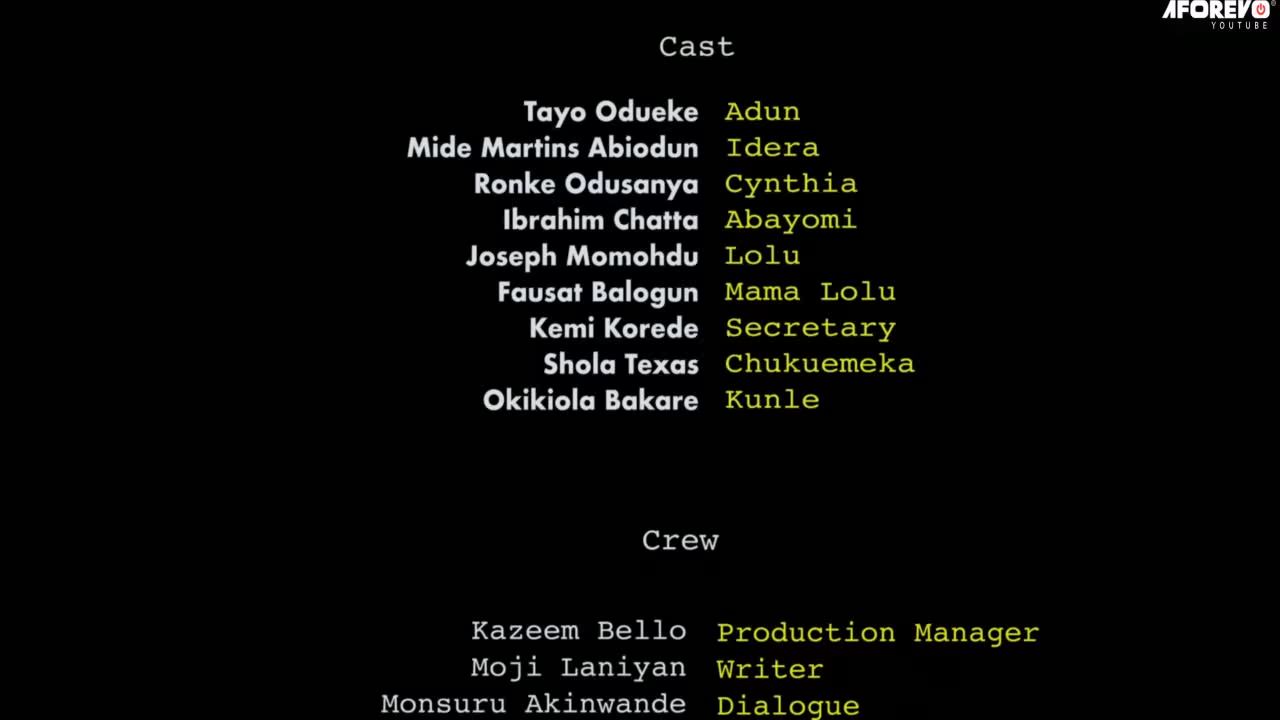 AFOREVO
YOUTUBE
Cast
Tayo Odueke Adun
Mide Martins Abiodun Idera
Ronke Odusanya Cynthia
Ibrahim Chatta Abayomi
Joseph Momohdu Lolu
Fausat Balogun Mama Lolu
Kemi Korede Secretary
Shola Texas Chukuemeka
Okikiola Bakare Kunle
Crew
Kazeem Bello Production Manager
Moji Laniyan Writer
Monsuru Akinwande Dialogue